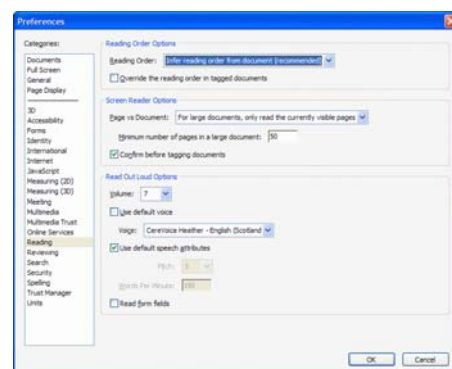 Preferences
Categories:
Documents
Full Screen
General
Page Display
3D
Accessibility
Forms
Identity
International
Internet
JavaScript
Measuring (2D)
Measuring (3D)
Meeting
Multimedia
Multimedia Trust
Online Services
Reading
Reviewing
Search
Security
Spelling
Trust Manager
Units
Reading Order Options
Reading Order: Infer reading order from document (recommended)
Override the reading order in tagged documents
Screen Reader Options
Page vs Document: For large documents, only read the currently visible pages
Minimum number of pages in a large document: 50
Confirm before tagging documents
Read Out Loud Options
Volume: 7
Use default voice
Voice: CereVoice Heather - English (Scotland
Use default speech attributes
Pitch:
Words Per Minute:
Read form fields
OK Cancel